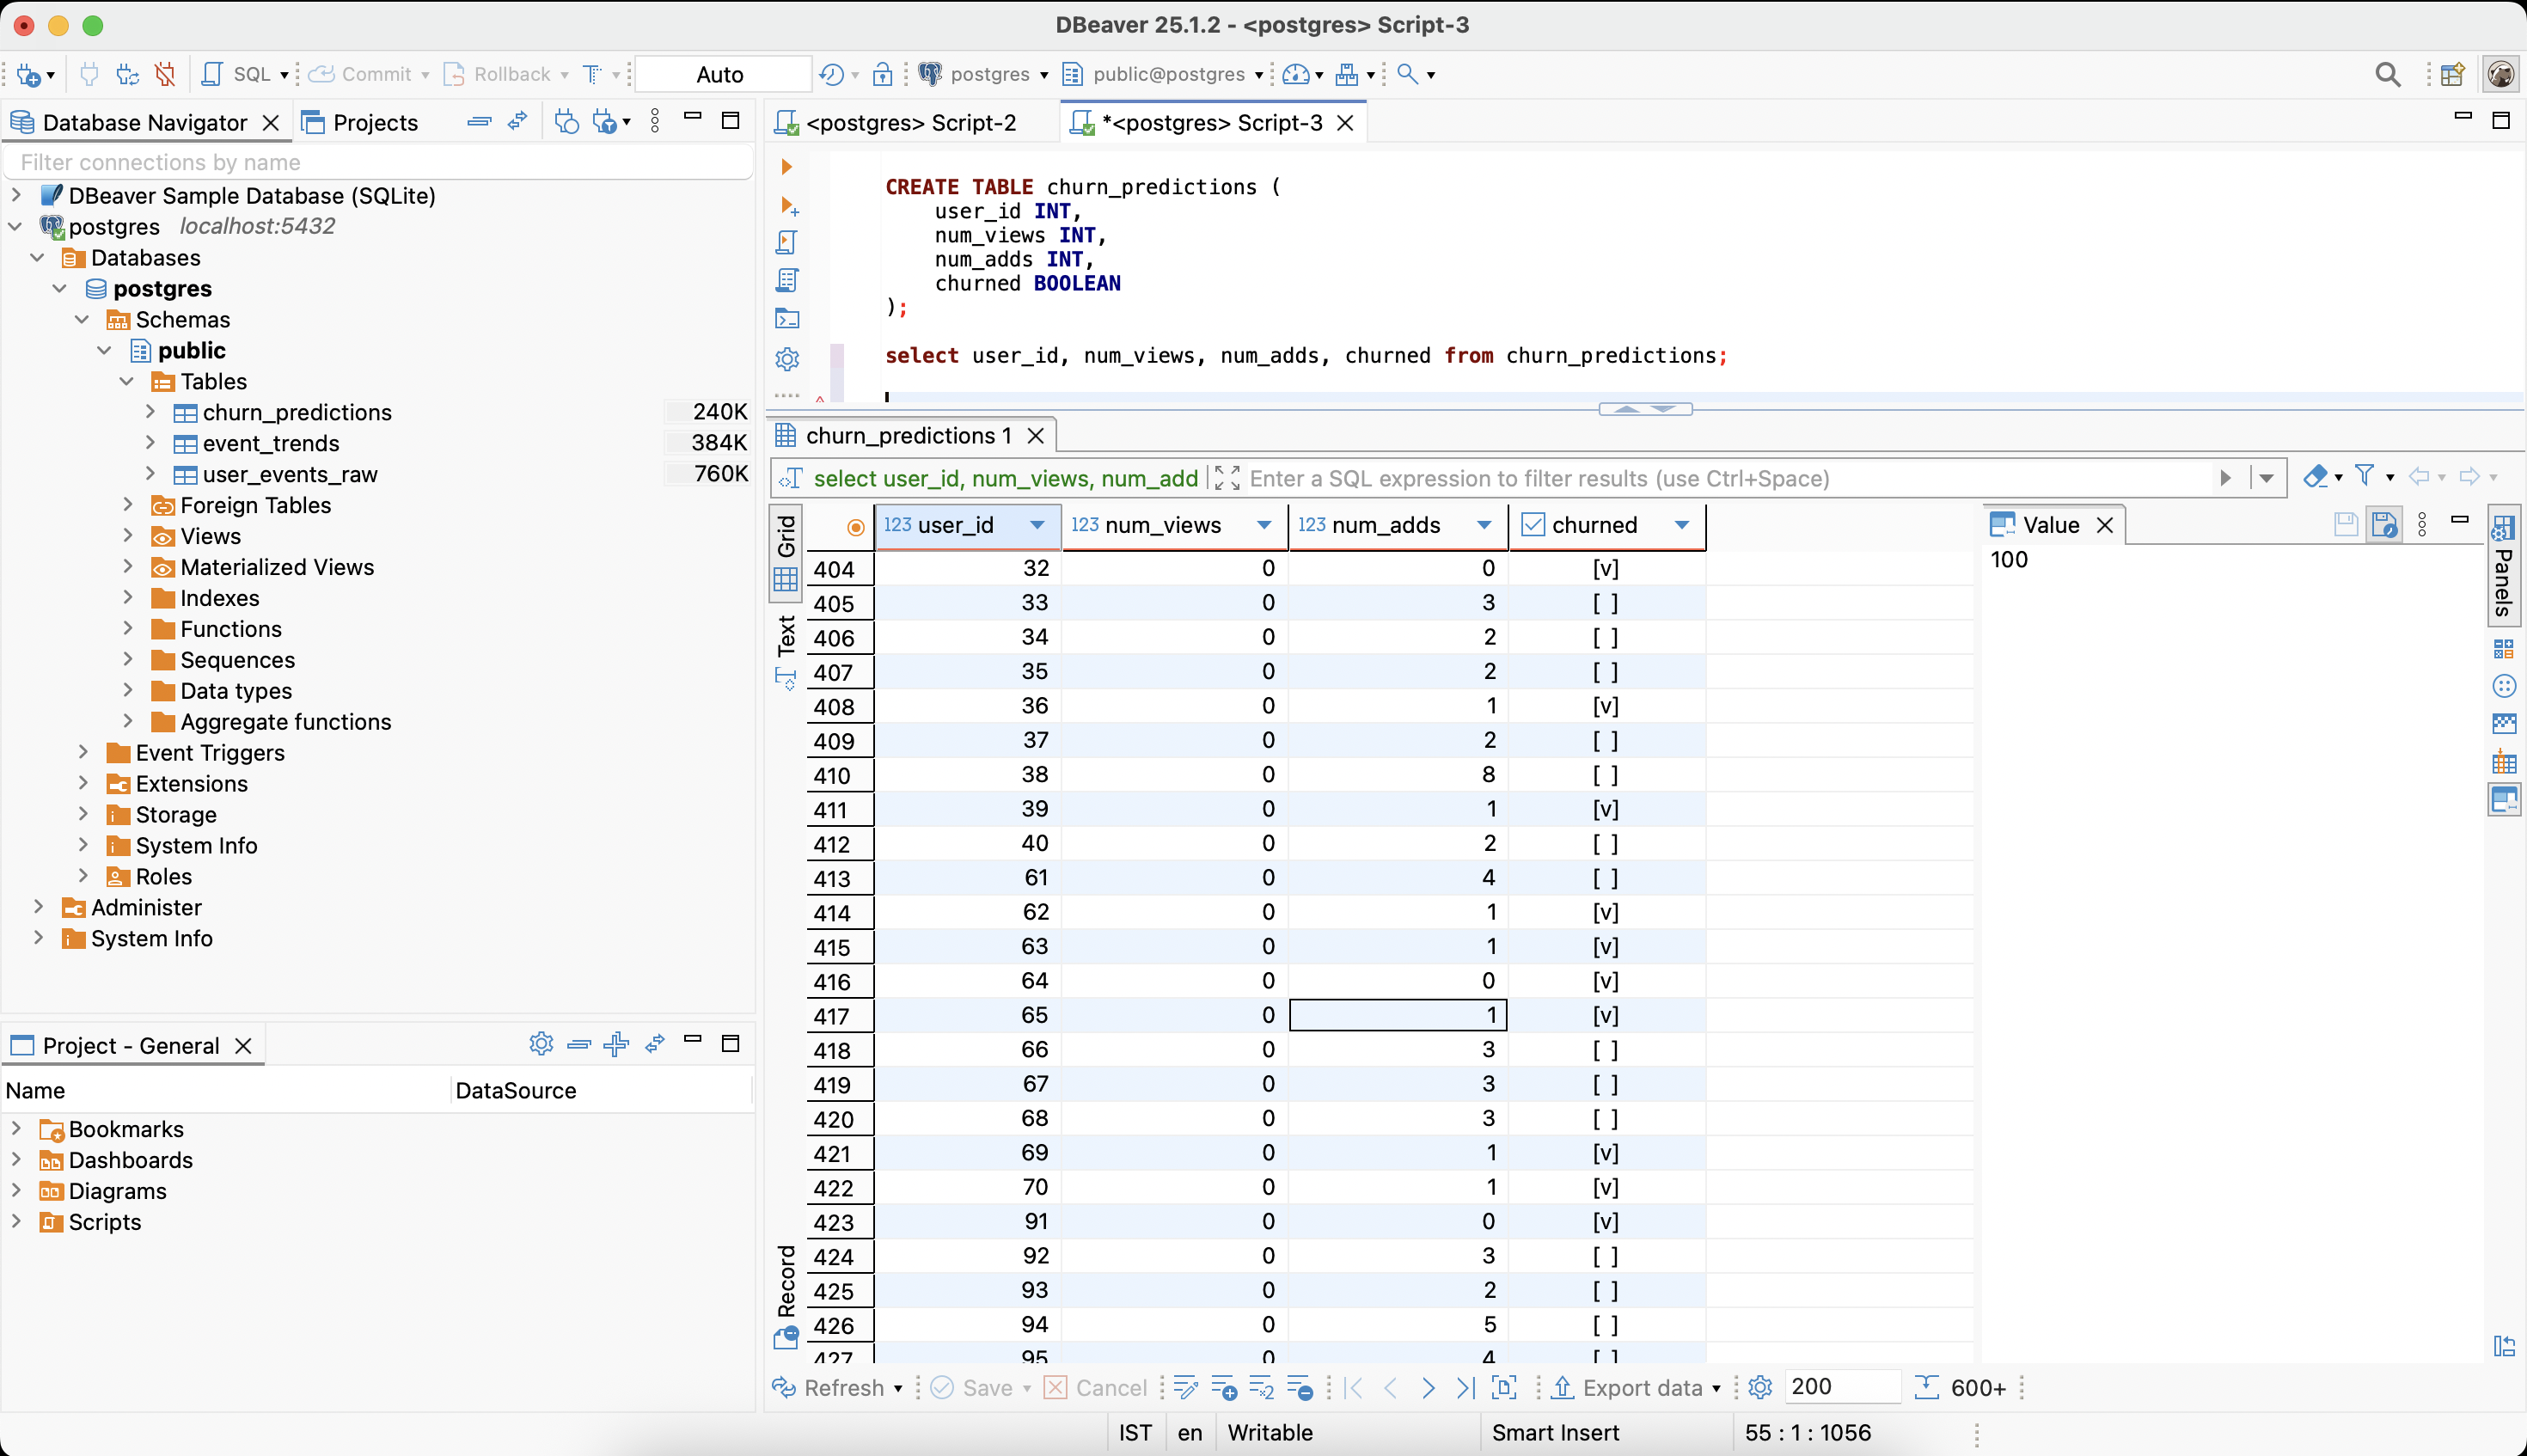 DBeaver 25.1.2 - <postgres> Script-3
SQL Commit Rollback Auto postgres public@postgres
Database Navigator Projects
Filter connections by name
DBeaver Sample Database (SQLite)
postgres localhost:5432
Databases
postgres
Schemas
public
Tables
churn_predictions 240K
event_trends 384K
user_events_raw 760K
Foreign Tables
Views
Materialized Views
Indexes
Functions
Sequences
Data types
Aggregate functions
Event Triggers
Extensions
Storage
System Info
Roles
Administer
System Info
Project - General
Name DataSource
Bookmarks
Dashboards
Diagrams
Scripts
<postgres> Script-2 *<postgres> Script-3
CREATE TABLE churn_predictions (
user_id INT,
num_views INT,
num_adds INT,
churned BOOLEAN
);
select user_id, num_views, num_adds, churned from churn_predictions;
churn_predictions 1
select user_id, num_views, num_add Enter a SQL expression to filter results (use Ctrl+Space)
Grid
Text
Record
123 user_id 123 num_views 123 num_adds churned
404 32 0 0 [v]
405 33 0 3 [ ]
406 34 0 2 [ ]
407 35 0 2 [ ]
408 36 0 1 [v]
409 37 0 2 [ ]
410 38 0 8 [ ]
411 39 0 1 [v]
412 40 0 2 [ ]
413 61 0 4 [ ]
414 62 0 1 [v]
415 63 0 1 [v]
416 64 0 0 [v]
417 65 0 1 [v]
418 66 0 3 [ ]
419 67 0 3 [ ]
420 68 0 3 [ ]
421 69 0 1 [v]
422 70 0 1 [v]
423 91 0 0 [v]
424 92 0 3 [ ]
425 93 0 2 [ ]
426 94 0 5 [ ]
427 95 0 4 [ ]
Value
100
Panels
Refresh Save Cancel Export data 200 600+
IST en Writable Smart Insert 55 : 1 : 1056